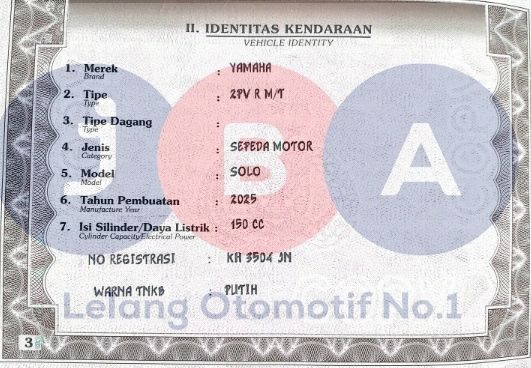 II. IDENTITAS KENDARAAN
VEHICLE IDENTITY
1. Merek : YAMAHA
Brand
2. Tipe : 2PV R M/T
Type
3. Tipe Dagang :
Type
4. Jenis : SEPEDA MOTOR
Category
5. Model : SOLO
Model
6. Tahun Pembuatan : 2025
Manufacture Year
7. Isi Silinder/Daya Listrik : 150 CC
Cylinder Capacity/Electrical Power
NO REGISTRASI : KH 3504 JN
WARNA TNKB : PUTIH
JBA
Lelang Otomotif No.1
3